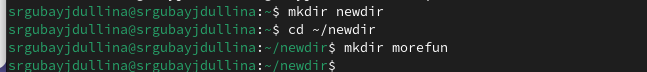 srgubayjdullina@srgubayjdullina:~$ mkdir newdir
srgubayjdullina@srgubayjdullina:~$ cd ~/newdir
srgubayjdullina@srgubayjdullina:~/newdir$ mkdir morefun
srgubayjdullina@srgubayjdullina:~/newdir$